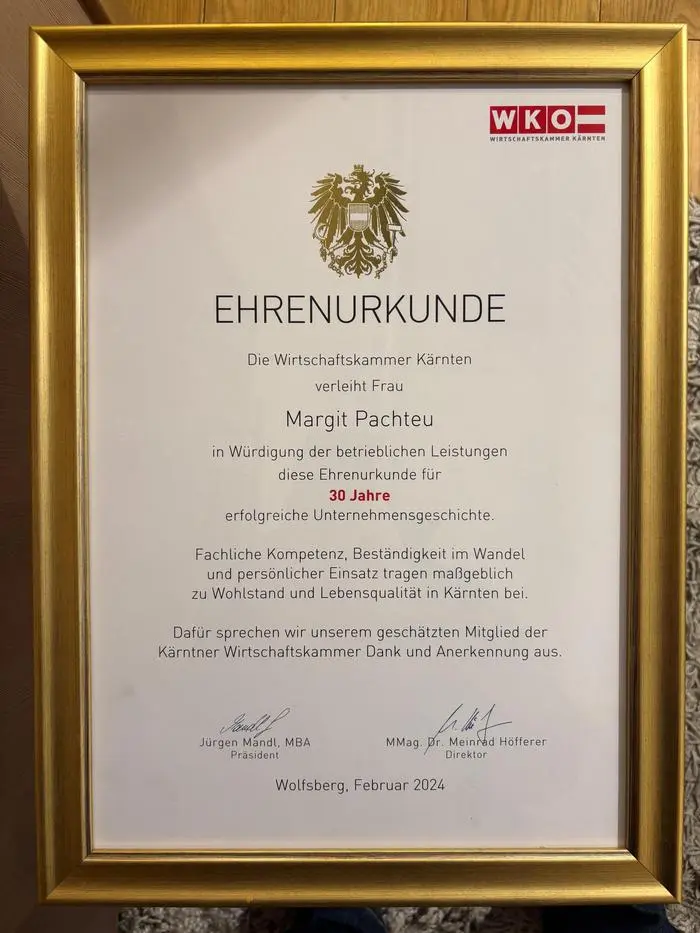 WKO
WIRTSCHAFTSKAMMER KÄRNTEN
EHRENURKUNDE
Die Wirtschaftskammer Kärnten
verleiht Frau
Margit Pachteu
in Würdigung der betrieblichen Leistungen
diese Ehrenurkunde für
30 Jahre
erfolgreiche Unternehmensgeschichte.
Fachliche Kompetenz, Beständigkeit im Wandel
und persönlicher Einsatz tragen maßgeblich
zu Wohlstand und Lebensqualität in Kärnten bei.
Dafür sprechen wir unserem geschätzten Mitglied der
Kärntner Wirtschaftskammer Dank und Anerkennung aus.
Jürgen Mandl, MBA
Präsident
MMag. Dr. Meinrad Höfferer
Direktor
Wolfsberg, Februar 2024